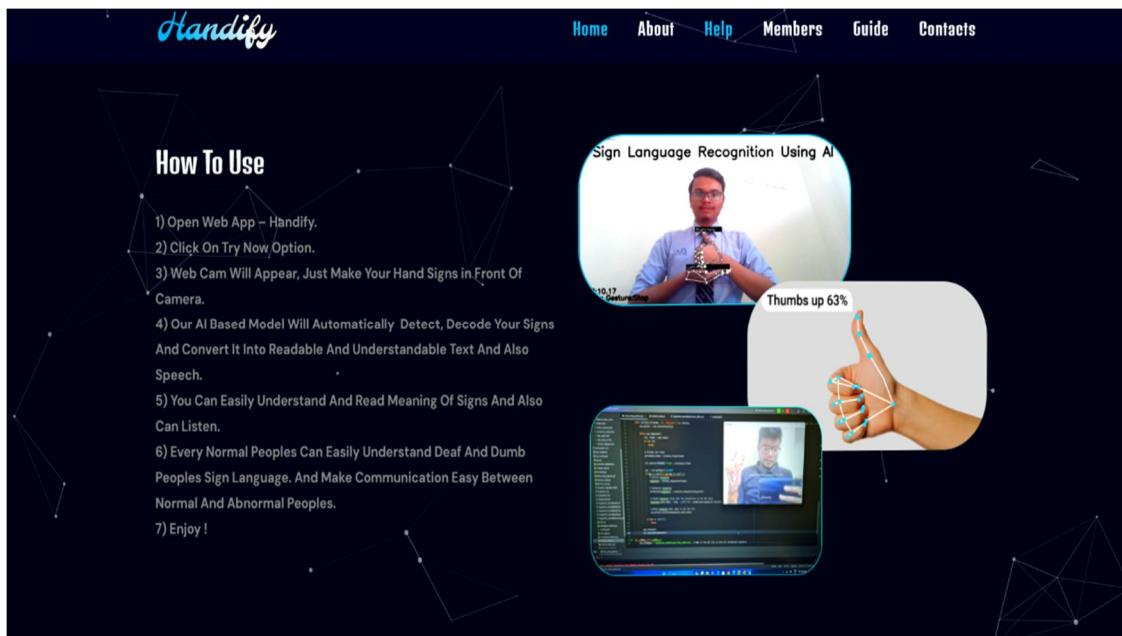 Handify
Home About Help Members Guide Contacts
How To Use
1) Open Web App – Handify.
2) Click On Try Now Option.
3) Web Cam Will Appear, Just Make Your Hand Signs in Front Of
Camera.
4) Our AI Based Model Will Automatically Detect, Decode Your Signs
And Convert It Into Readable And Understandable Text And Also
Speech.
5) You Can Easily Understand And Read Meaning Of Signs And Also
Can Listen.
6) Every Normal Peoples Can Easily Understand Deaf And Dumb
Peoples Sign Language. And Make Communication Easy Between
Normal And Abnormal Peoples.
7) Enjoy !
Sign Language Recognition Using AI
:10.17
Gesture:Stop
Thumbs up 63%